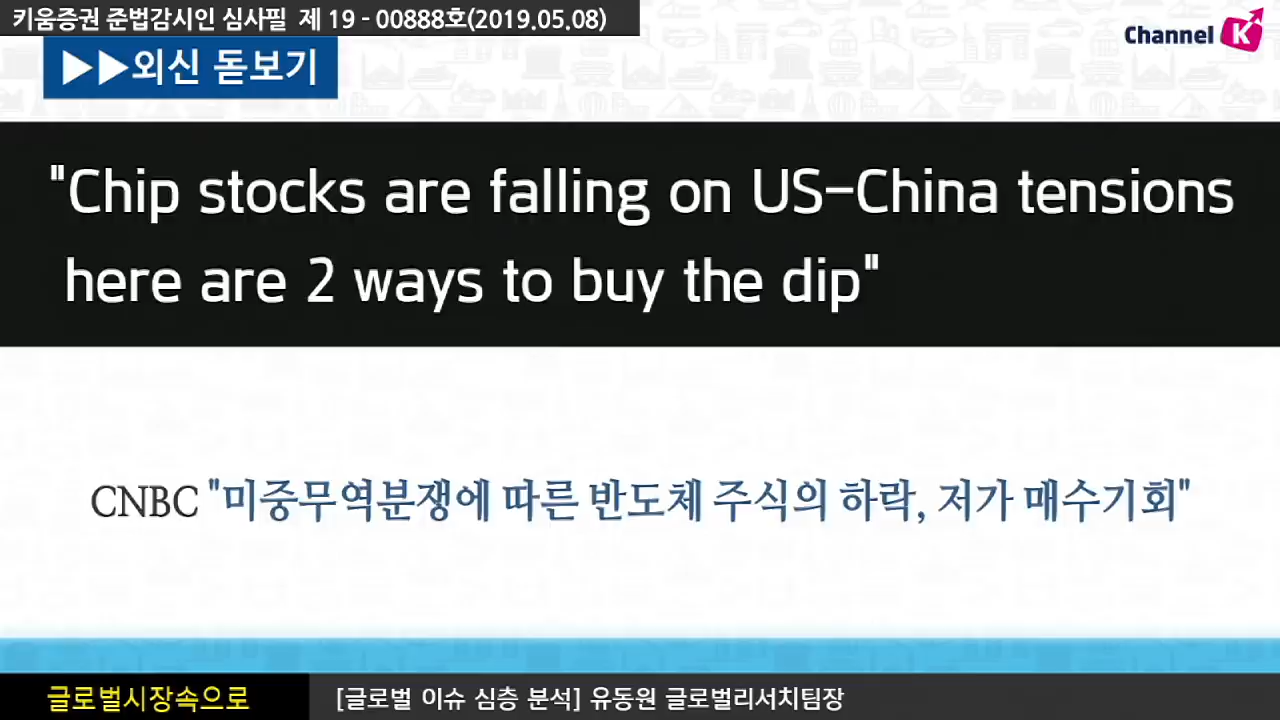 키움증권 준법감시인 심사필 제 19 - 00888호(2019.05.08)
Channel K
▶▶외신 돋보기
"Chip stocks are falling on US-China tensions
here are 2 ways to buy the dip"
CNBC "미중무역분쟁에 따른 반도체 주식의 하락, 저가 매수기회"
글로벌시장속으로
[글로벌 이슈 심층 분석] 유동원 글로벌리서치팀장